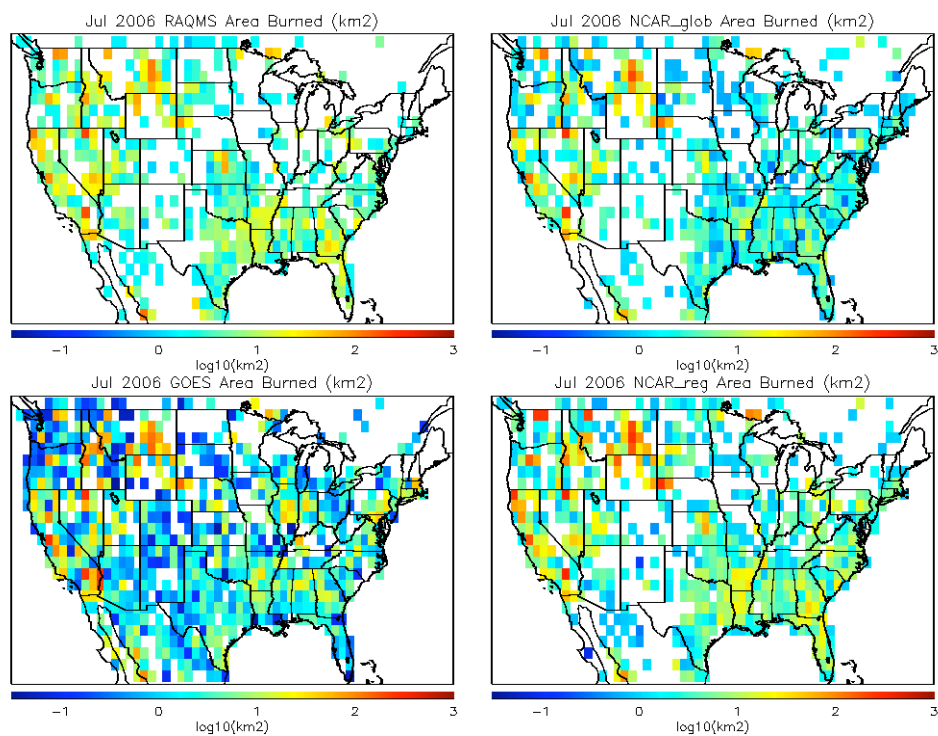 Jul 2006 RAQMS Area Burned (km2)
-1 0 1 2 3
log10(km2)
Jul 2006 NCAR_glob Area Burned (km2)
-1 0 1 2 3
log10(km2)
Jul 2006 GOES Area Burned (km2)
-1 0 1 2 3
log10(km2)
Jul 2006 NCAR_reg Area Burned (km2)
-1 0 1 2 3
log10(km2)